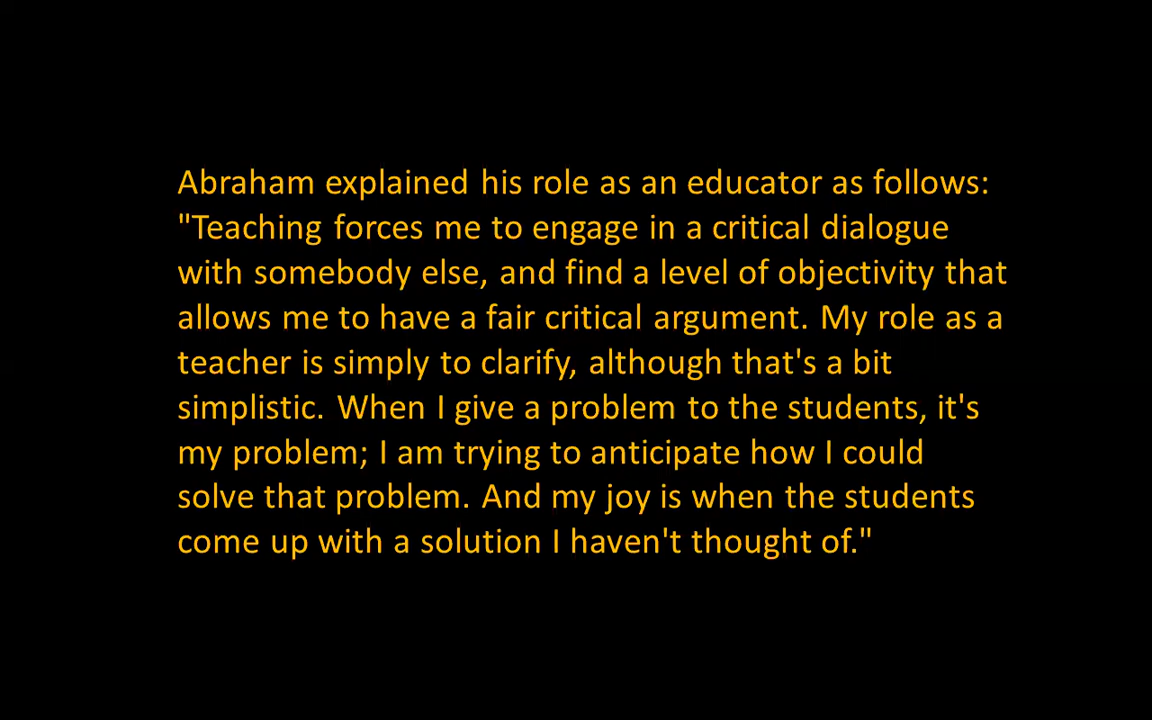 Abraham explained his role as an educator as follows:
"Teaching forces me to engage in a critical dialogue
with somebody else, and find a level of objectivity that
allows me to have a fair critical argument. My role as a
teacher is simply to clarify, although that's a bit
simplistic. When I give a problem to the students, it's
my problem; I am trying to anticipate how I could
solve that problem. And my joy is when the students
come up with a solution I haven't thought of."